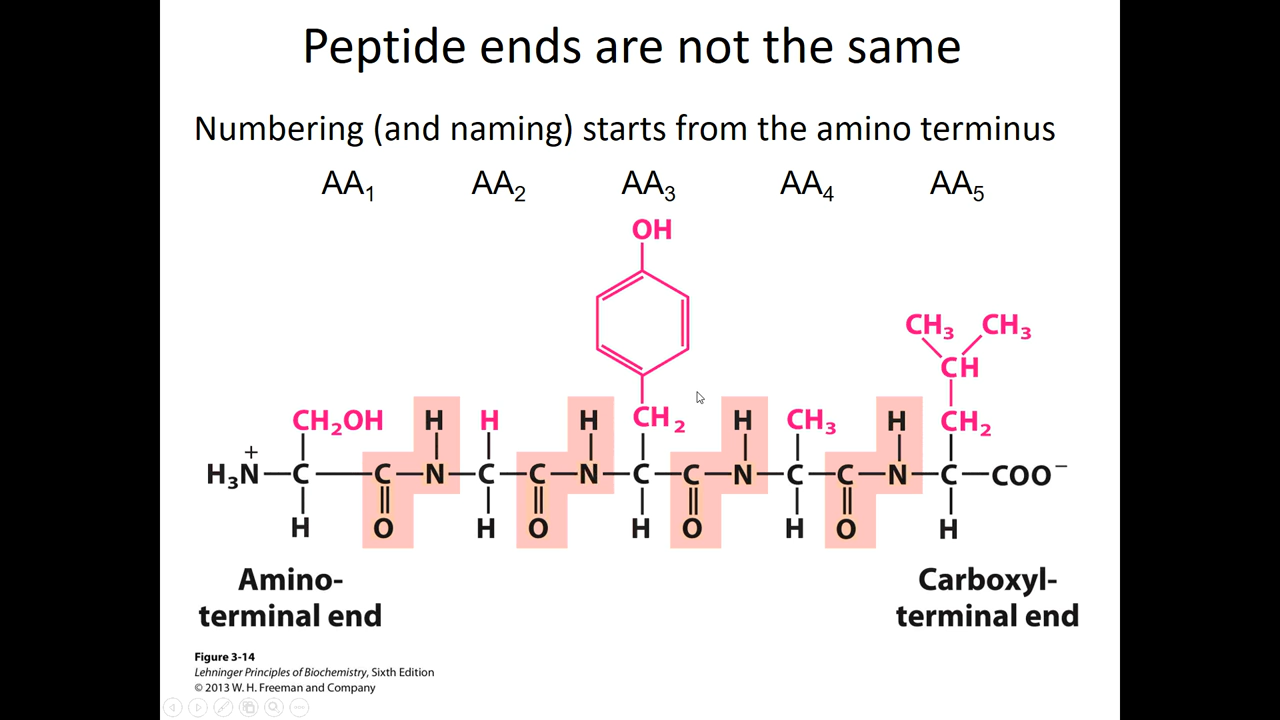 Peptide ends are not the same
Numbering (and naming) starts from the amino terminus
AA₁ AA₂ AA₃ AA₄ AA₅
OH
CH₃ CH₃
CH
CH₂OH H H H CH₂ H CH₃ H CH₂
+
H₃N C C N C C N C C N C C N C COO⁻
H O H O H O H O H
Amino-
terminal end
Carboxyl-
terminal end
Figure 3-14
Lehninger Principles of Biochemistry, Sixth Edition
© 2013 W. H. Freeman and Company